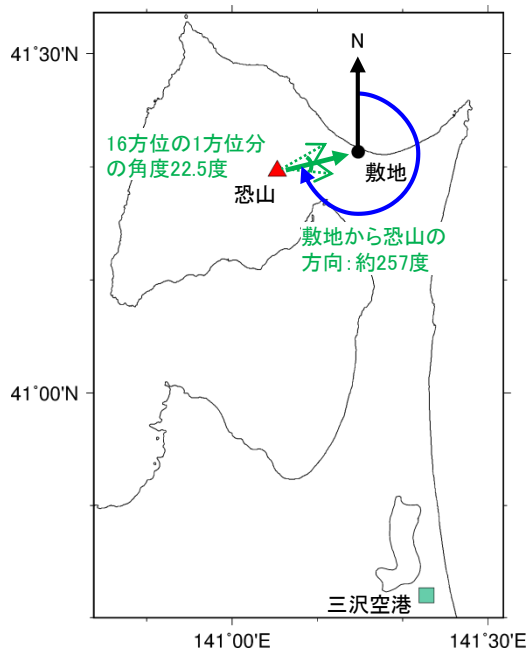 41°30'N
N
16方位の1方位分
の角度22.5度
敷地
恐山
敷地から恐山の
方向：約257度
41°00'N
三沢空港
141°00'E
141°30'E